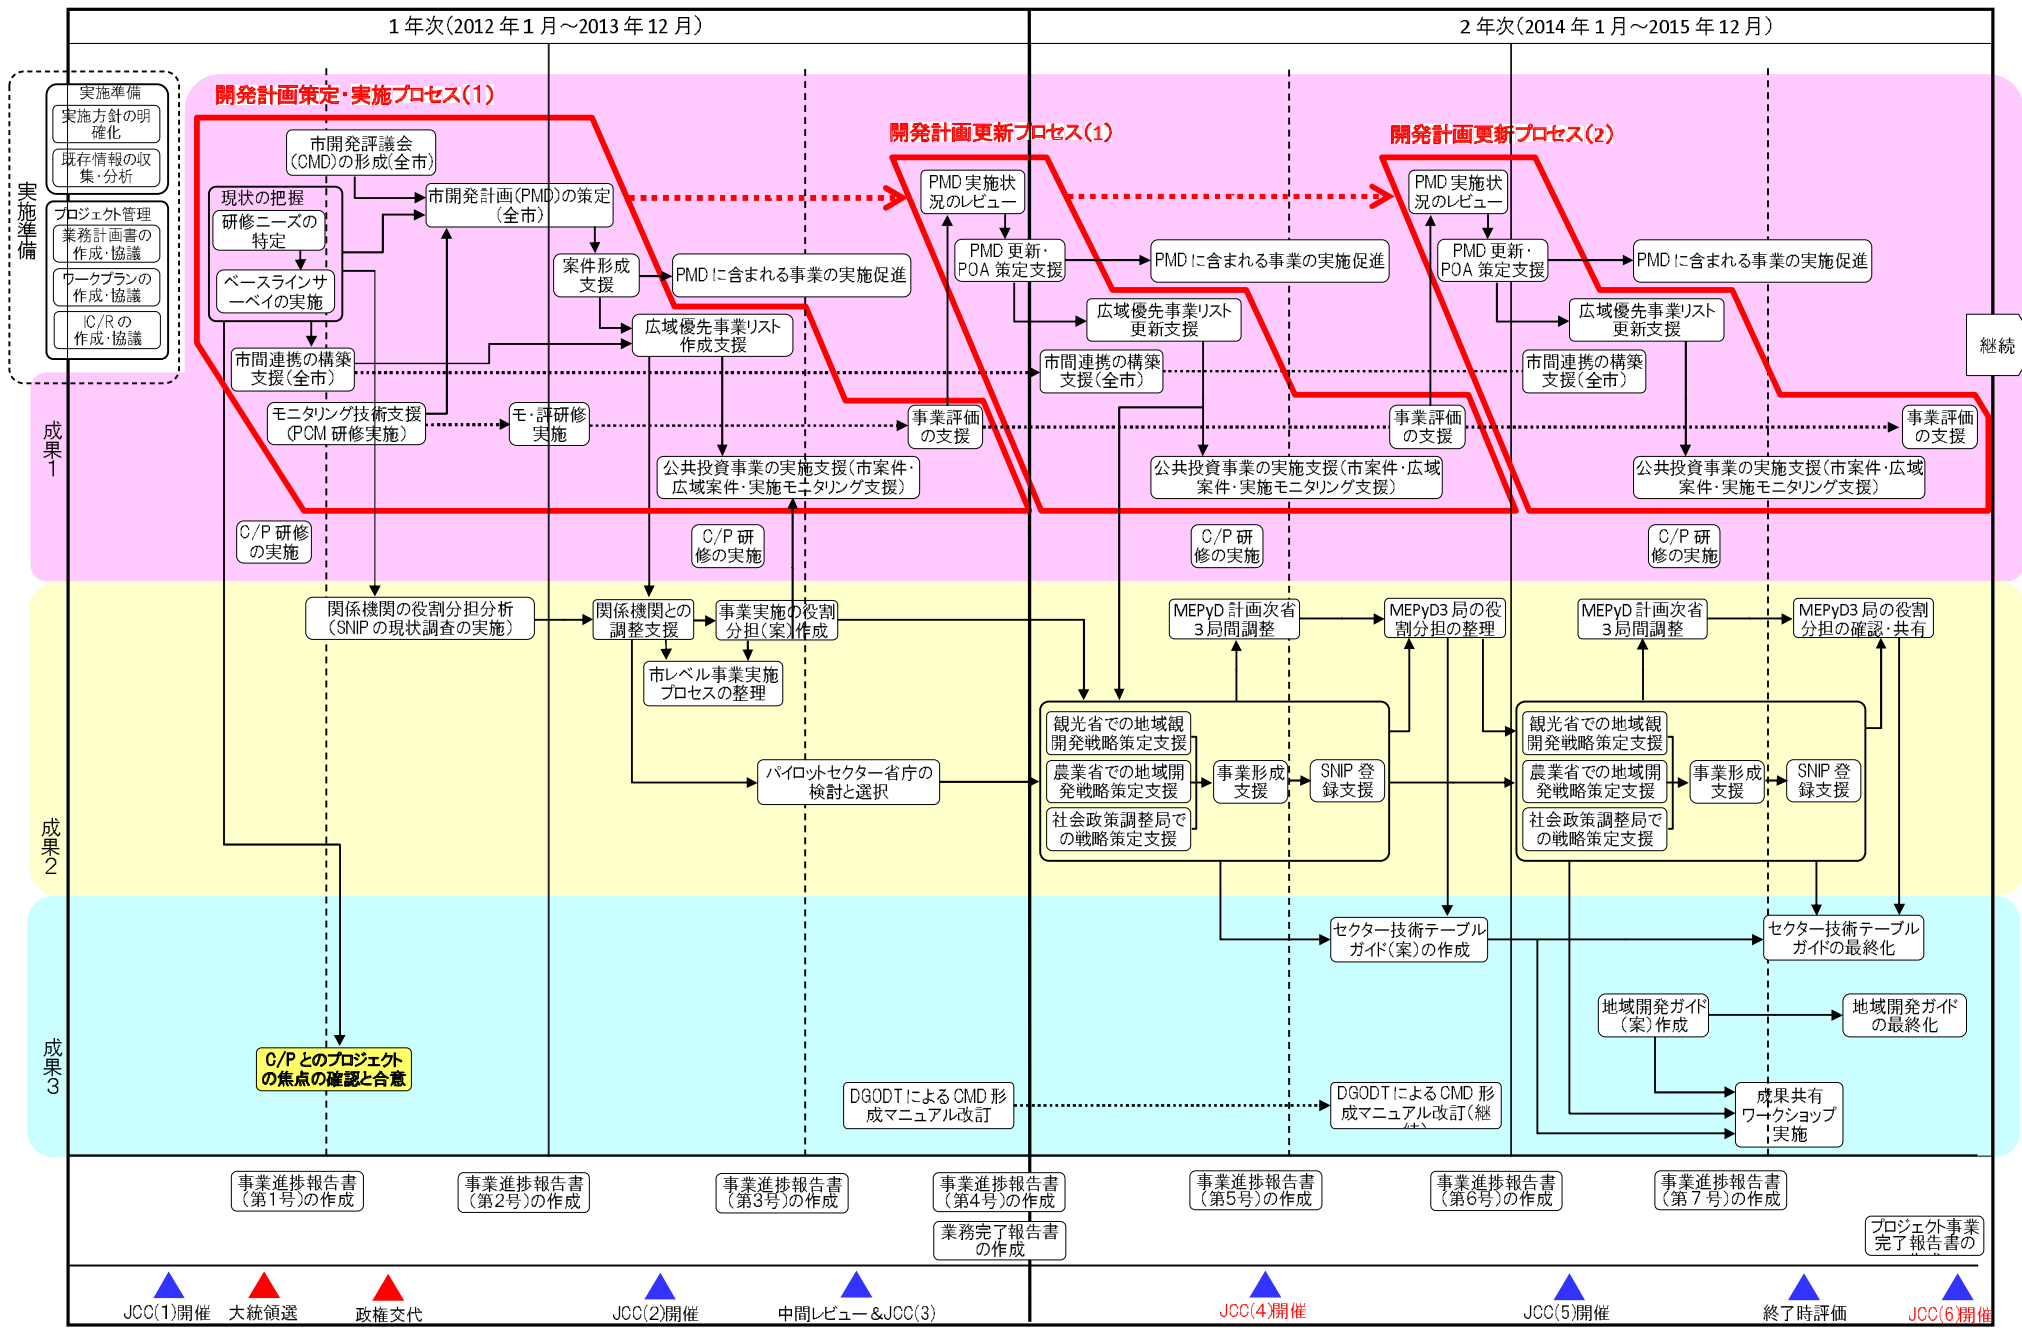 1年次(2012年1月～2013年12月)
2年次(2014年1月～2015年12月)
実施準備
実施準備
実施方針の明
確化
既存情報の収
集・分析
プロジェクト管理
業務計画書の
作成・協議
ワークプランの
作成・協議
IC/Rの
作成・協議
開発計画策定・実施プロセス(1)
開発計画更新プロセス(1)
開発計画更新プロセス(2)
市開発評議会
(CMD)の形成(全市)
現状の把握
研修ニーズの
特定
ベースラインサ
ーベイの実施
市開発計画(PMD)の策定
(全市)
案件形成
支援
PMDに含まれる事業の実施促進
広域優先事業リスト
作成支援
市間連携の構築
支援(全市)
モニタリング技術支援
(PCM研修実施)
モ・評研修
実施
公共投資事業の実施支援(市案件・
広域案件・実施モニタリング支援)
PMD実施状
況のレビュー
PMD更新・
POA策定支援
PMDに含まれる事業の実施促進
広域優先事業リスト
更新支援
市間連携の構築
支援(全市)
事業評価
の支援
公共投資事業の実施支援(市案件・広域
案件・実施モニタリング支援)
PMD実施状
況のレビュー
PMD更新・
POA策定支援
PMDに含まれる事業の実施促進
広域優先事業リスト
更新支援
市間連携の構築
支援(全市)
事業評価
の支援
公共投資事業の実施支援(市案件・広域
案件・実施モニタリング支援)
事業評価
の支援
継続
成果1
C/P研修
の実施
C/P研
修の実施
C/P研
修の実施
C/P研
修の実施
成果2
関係機関の役割分担分析
(SNIPの現状調査の実施)
関係機関との
調整支援
事業実施の役割
分担(案)作成
市レベル事業実施
プロセスの整理
パイロットセクター省庁の
検討と選択
MEPyD計画次省
3局間調整
MEPyD3局の役
割分担の整理
MEPyD計画次省
3局間調整
MEPyD3局の役割
分担の確認・共有
観光省での地域観
開発戦略策定支援
農業省での地域開
発戦略策定支援
社会政策調整局で
の戦略策定支援
事業形成
支援
SNIP登
録支援
観光省での地域観
開発戦略策定支援
農業省での地域開
発戦略策定支援
社会政策調整局で
の戦略策定支援
事業形成
支援
SNIP登
録支援
成果3
C/Pとのプロジェクト
の焦点の確認と合意
セクター技術テーブル
ガイド(案)の作成
セクター技術テーブル
ガイドの最終化
地域開発ガイド
(案)作成
地域開発ガイド
の最終化
DGODTによるCMD形
成マニュアル改訂
DGODTによるCMD形
成マニュアル改訂(継
成果共有
ワークショップ
実施
事業進捗報告書
(第1号)の作成
事業進捗報告書
(第2号)の作成
事業進捗報告書
(第3号)の作成
事業進捗報告書
(第4号)の作成
事業進捗報告書
(第5号)の作成
事業進捗報告書
(第6号)の作成
事業進捗報告書
(第7号)の作成
業務完了報告書
の作成
プロジェクト事業
完了報告書の
JCC(1)開催
大統領選
政権交代
JCC(2)開催
中間レビュー&JCC(3)
JCC(4)開催
JCC(5)開催
終了時評価
JCC(6)開催